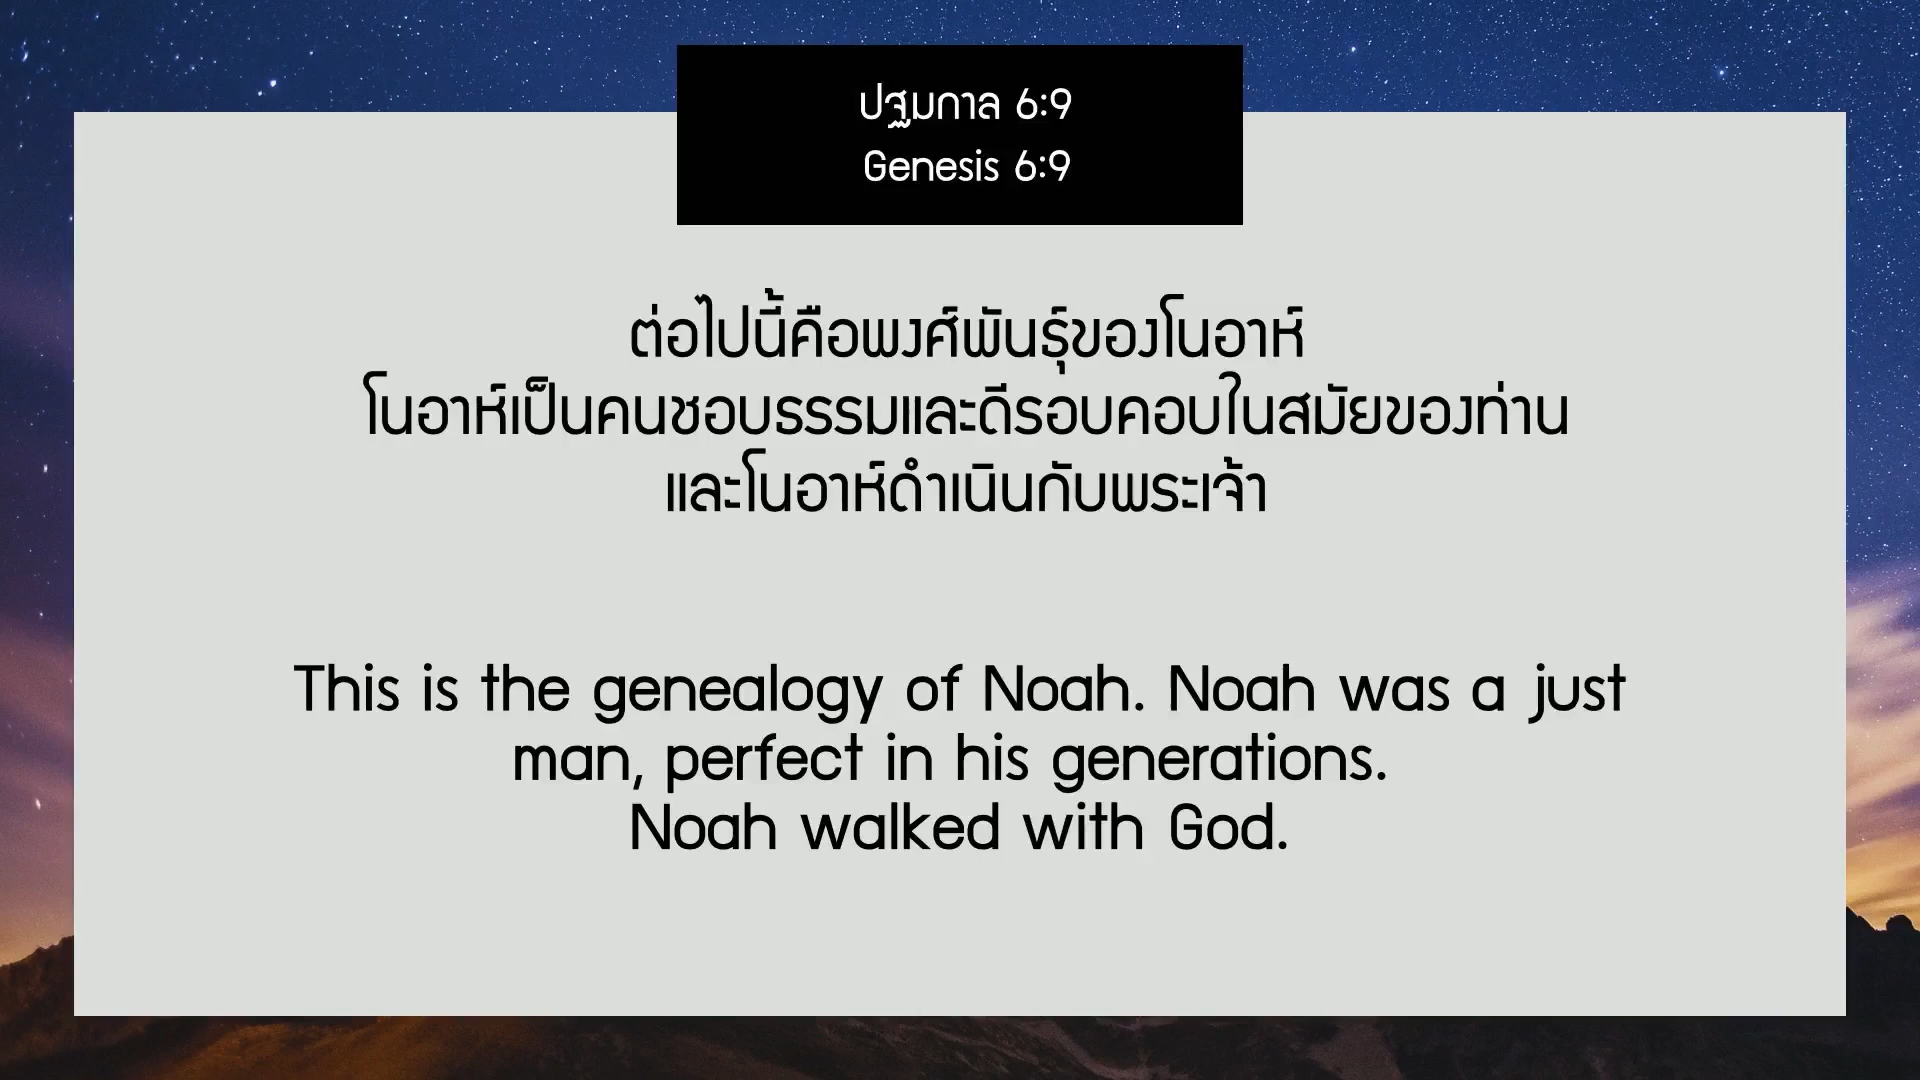 ปฐมกาล 6:9
Genesis 6:9
ต่อไปนี้คือพงศ์พันธุ์ของโนอาห์
โนอาห์เป็นคนชอบธรรมและดีรอบคอบในสมัยของท่าน
และโนอาห์ดำเนินกับพระเจ้า
This is the genealogy of Noah. Noah was a just
man, perfect in his generations.
Noah walked with God.